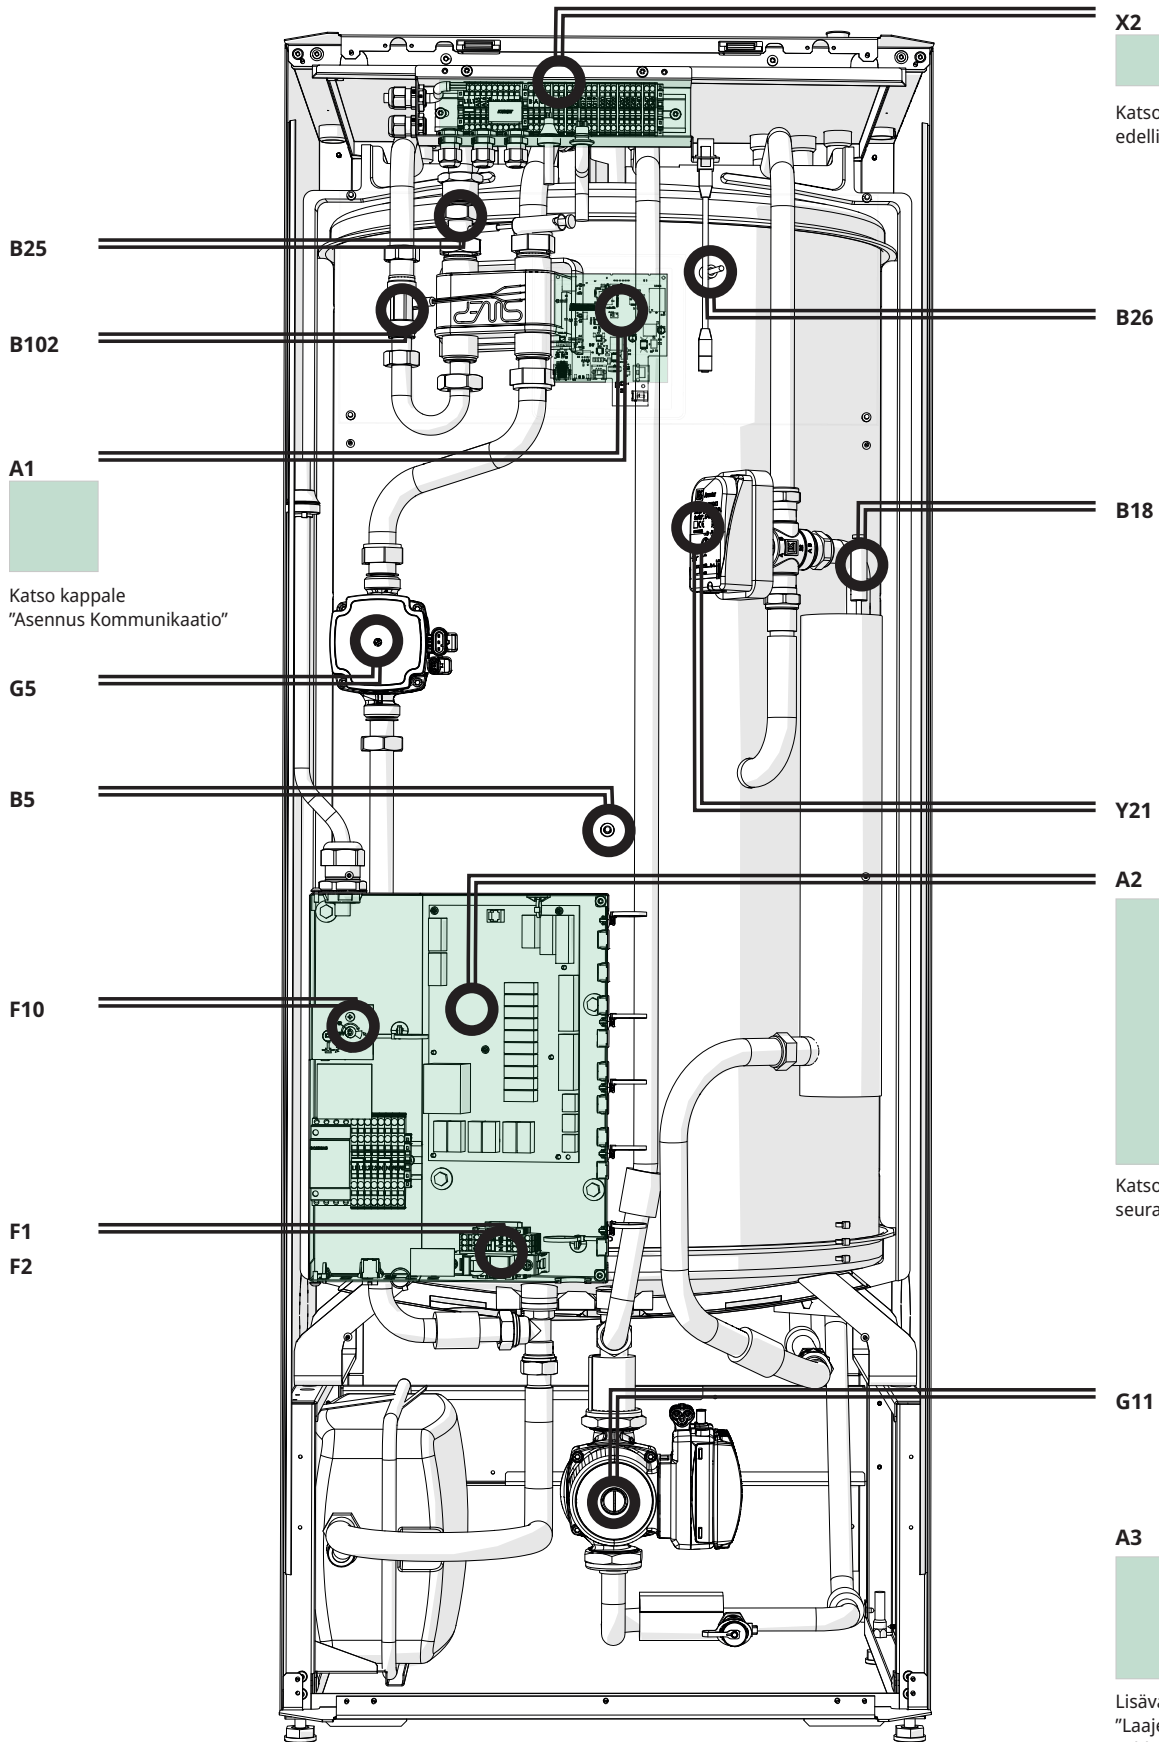 X2
Katso
edelli
B25
B102
B26
A1
Katso kappale
”Asennus Kommunikaatio”
B18
G5
B5
Y21
A2
F10
Katso
seura
F1
F2
G11
A3
Lisäva
”Laaje
SWEP